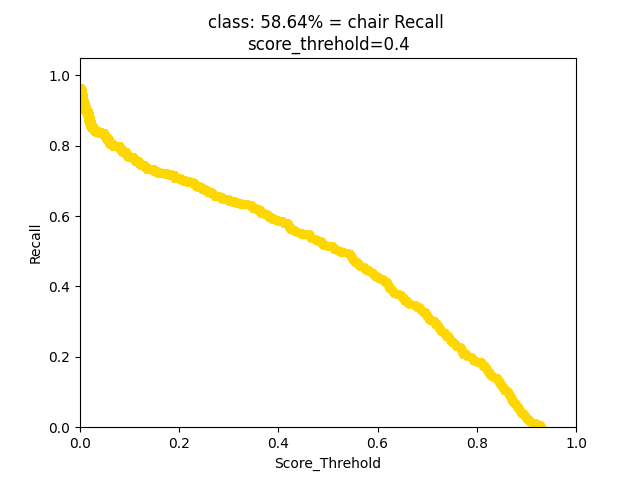 class: 58.64% = chair Recall
score_threhold=0.4
1.0
0.8
0.6
0.4
0.2
0.0
Recall
0.0 0.2 0.4 0.6 0.8 1.0
Score_Threhold